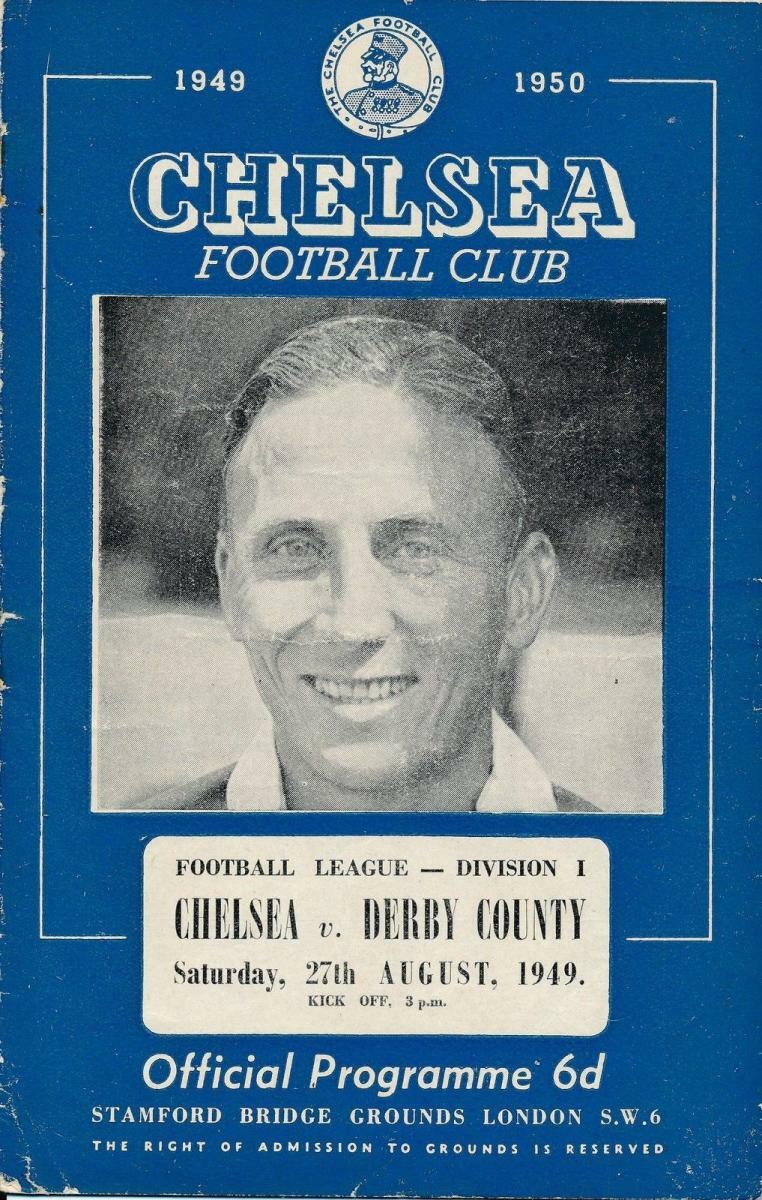 THE CHELSEA FOOTBALL CLUB
1949 1950
CHELSEA
FOOTBALL CLUB
FOOTBALL LEAGUE — DIVISION I
CHELSEA v. DERBY COUNTY
Saturday, 27th AUGUST, 1949.
KICK OFF, 3 p.m.
Official Programme 6d
STAMFORD BRIDGE GROUNDS LONDON S.W.6
THE RIGHT OF ADMISSION TO GROUNDS IS RESERVED